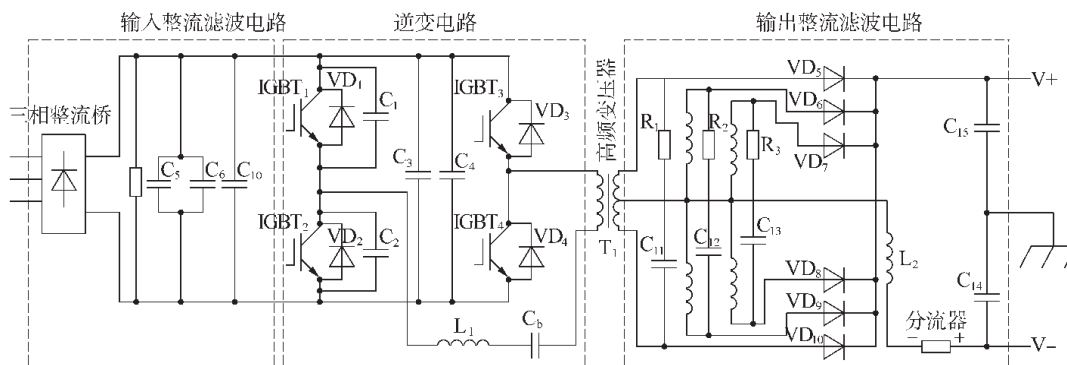 输入整流滤波电路
逆变电路
输出整流滤波电路
三相整流桥
C5
C6
C10
IGBT1
VD1
C1
IGBT2
VD2
C2
C3
C4
IGBT3
VD3
IGBT4
VD4
L1
Cb
高频变压器
T1
R1
R2
R3
C11
C12
C13
VD5
VD6
VD7
VD8
VD9
VD10
L2
分流器
− +
C15
C14
V+
V−